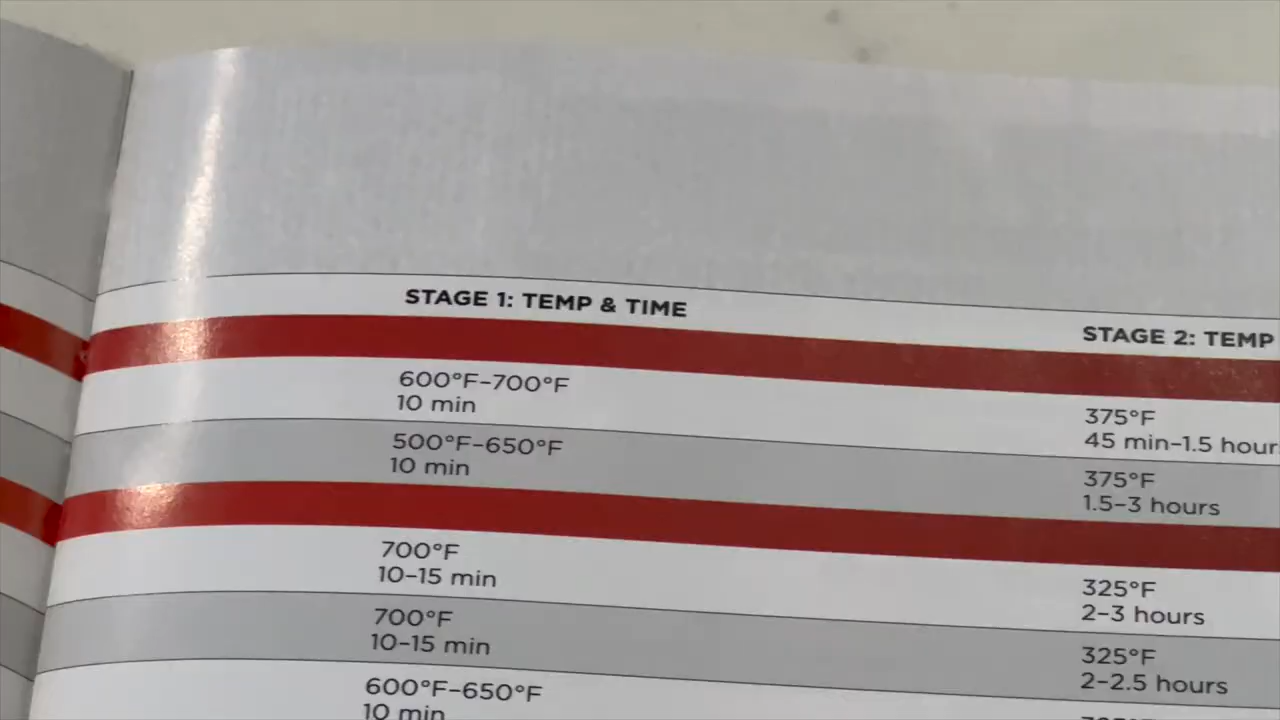 STAGE 1: TEMP & TIME
STAGE 2: TEMP
600°F–700°F
10 min
375°F
45 min–1.5 hour
500°F–650°F
10 min
375°F
1.5–3 hours
700°F
10–15 min
325°F
2–3 hours
700°F
10–15 min
325°F
2–2.5 hours
600°F–650°F
10 min